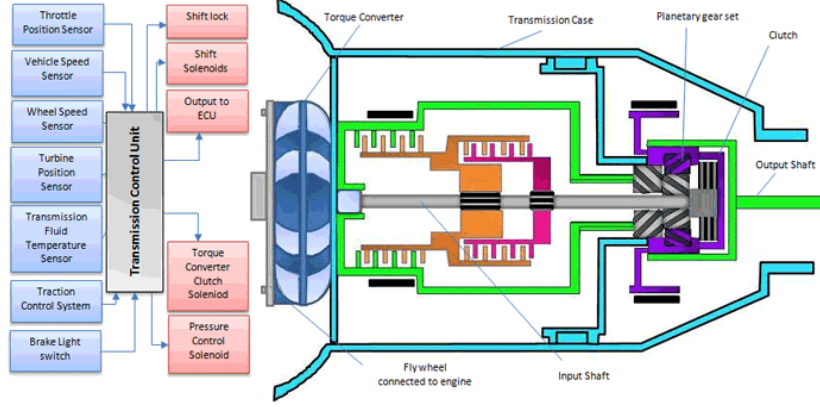 Throttle
Position Sensor
Vehicle Speed
Sensor
Wheel Speed
Sensor
Turbine
Position
Sensor
Transmission
Fluid
Temperature
Sensor
Traction
Control System
Brake Light
switch
Transmission Control Unit
Shift lock
Shift
Solenoids
Output to
ECU
Torque
Converter
Clutch
Soleniod
Pressure
Control
Solenoid
Torque Converter
Transmission Case
Planetary gear set
Clutch
Output Shaft
Input Shaft
Fly wheel
connected to engine